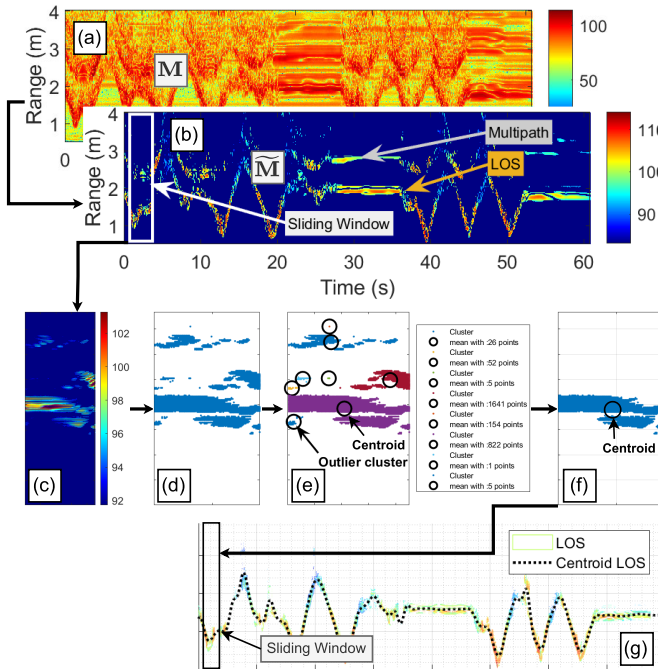 4
(a)
100
Range (m)
3
M
2
50
1
0
4
(b)
Multipath
110
Range (m)
3
M̃
LOS
100
2
Sliding Window
90
1
0
10
20
30
40
50
60
Time (s)
102
100
98
96
94
92
(c)
(d)
Centroid
Outlier cluster
(e)
Cluster
mean with :26 points
Cluster
mean with :52 points
Cluster
mean with :5 points
Cluster
mean with :1641 points
Cluster
mean with :154 points
Cluster
mean with :822 points
Cluster
mean with :1 points
Cluster
mean with :5 points
Centroid
(f)
LOS
Centroid LOS
Sliding Window
(g)